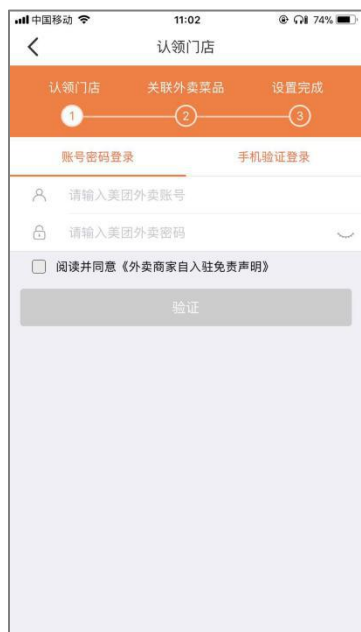 中国移动 11:02 74%
认领门店
认领门店 关联外卖菜品 设置完成
1 2 3
账号密码登录 手机验证登录
请输入美团外卖账号
请输入美团外卖密码
阅读并同意《外卖商家自入驻免责声明》
验证